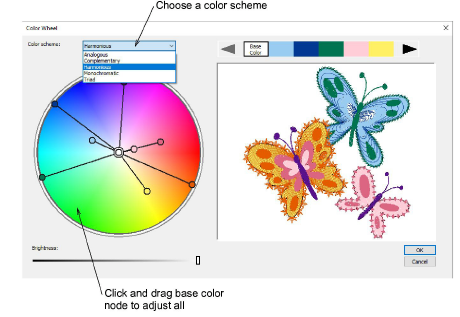 Choose a color scheme
Color Wheel
Color scheme:
Harmonious
Base
Color
Analogous
Complementary
Harmonious
Monochromatic
Triad
Brightness:
OK
Cancel
Click and drag base color
node to adjust all